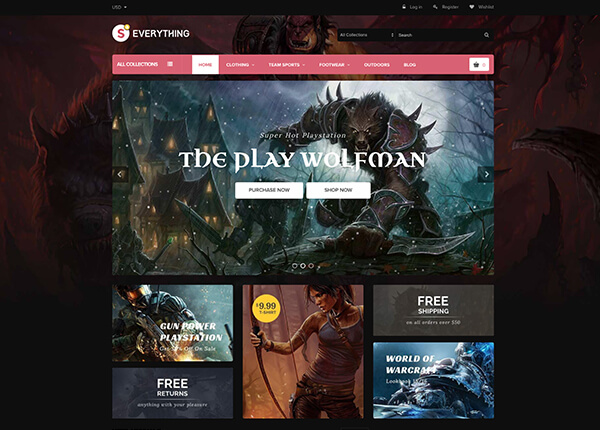 USD
Log in
Register
Wishlist
S
EVERYTHING
All Collections
Search
ALL COLLECTIONS
HOME
CLOTHING
TEAM SPORTS
FOOTWEAR
OUTDOORS
BLOG
0
Super Hot Playstation
THE PLAY WOLFMAN
PURCHASE NOW
SHOP NOW
GUN POWER
PLAYSTATION
Get 50% Off On Sale
$9.99
T-SHIRT
FREE
SHIPPING
on all orders over $50
FREE
RETURNS
anything with your pleasure
WORLD OF
WARCRAFT
Lookbook